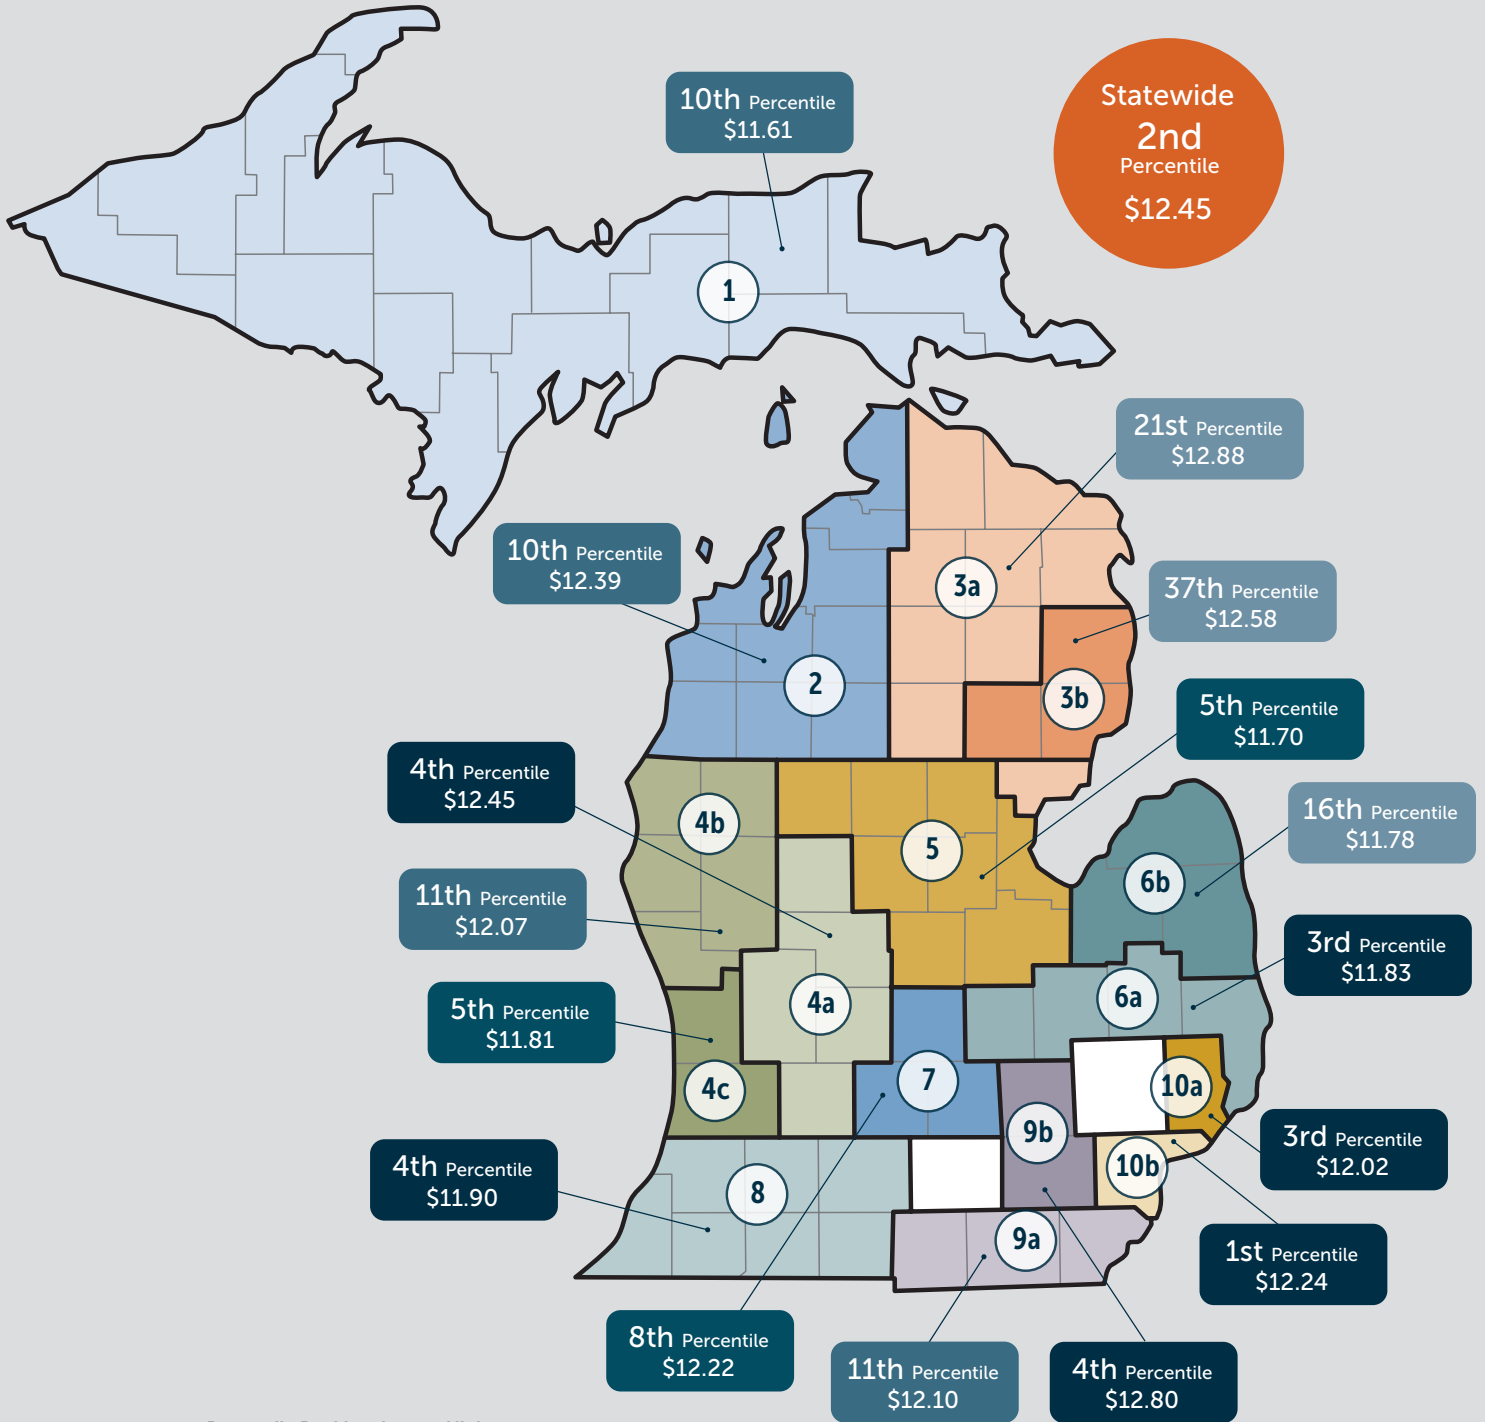 Statewide
2nd
Percentile
$12.45
10th Percentile
$11.61
1
21st Percentile
$12.88
10th Percentile
$12.39
3a
37th Percentile
$12.58
2
3b
5th Percentile
$11.70
4th Percentile
$12.45
4b
5
16th Percentile
$11.78
6b
11th Percentile
$12.07
3rd Percentile
$11.83
4a
6a
5th Percentile
$11.81
4c
7
10a
9b
3rd Percentile
$12.02
10b
4th Percentile
$11.90
8
9a
1st Percentile
$12.24
8th Percentile
$12.22
11th Percentile
$12.10
4th Percentile
$12.80